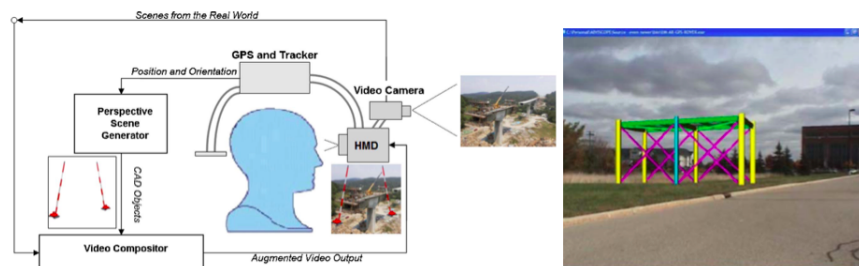 Scenes from the Real World
GPS and Tracker
Position and Orientation
Video Camera
Perspective
Scene
Generator
HMD
CAD Objects
Video Compositor
Augmented Video Output